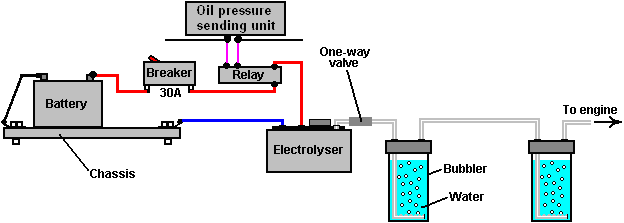 Oil pressure
sending unit
One-way
valve
Breaker
30A
Relay
Battery
To engine
Electrolyser
Bubbler
Water
Chassis